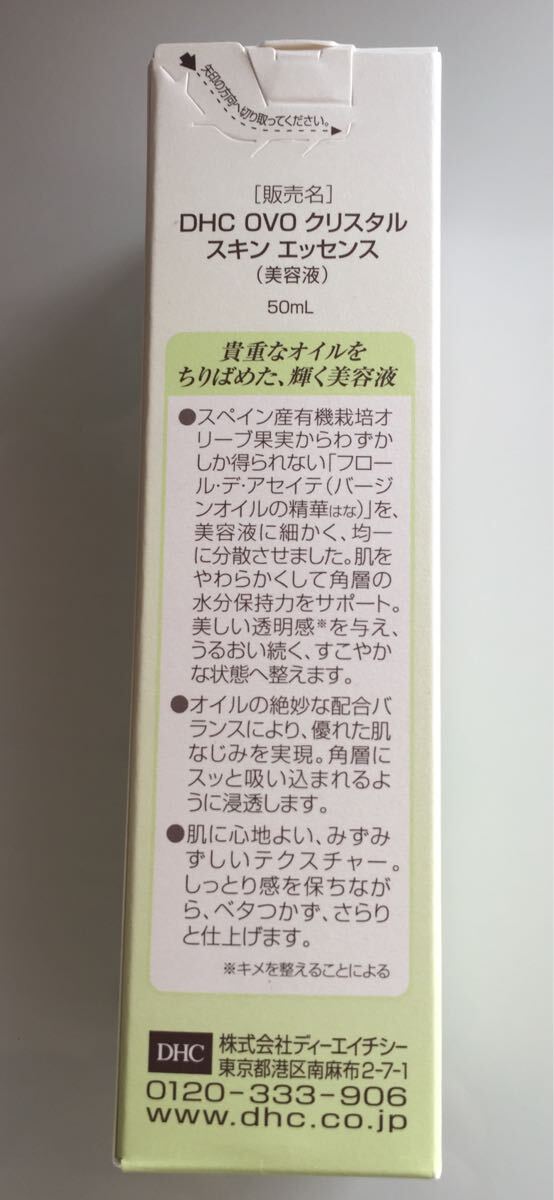 矢印の方向へ切り取ってください。
［販売名］
DHC OVO クリスタル
スキン エッセンス
（美容液）
50mL
貴重なオイルを
ちりばめた、輝く美容液
●スペイン産有機栽培オ
リーブ果実からわずか
しか得られない「フロー
ル・デ・アセイテ（バージ
ンオイルの精華はな）」を、
美容液に細かく、均一
に分散させました。肌を
やわらかくして角層の
水分保持力をサポート。
美しい透明感※を与え、
うるおい続く、すこやか
な状態へ整えます。
●オイルの絶妙な配合バ
ランスにより、優れた肌
なじみを実現。角層に
スッと吸い込まれるよ
うに浸透します。
●肌に心地よい、みずみ
ずしいテクスチャー。
しっとり感を保ちなが
ら、ベタつかず、さらり
と仕上げます。
※キメを整えることによる
DHC
株式会社ディーエイチシー
東京都港区南麻布2-7-1
0120-333-906
www.dhc.co.jp